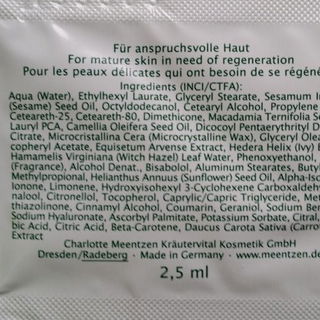 Für anspruchsvolle Haut
For mature skin in need of regeneration
Pour les peaux délicates qui ont besoin de se régéné
Ingredients (INCI/CTFA):
Aqua (Water), Ethylhexyl Laurate, Glyceryl Stearate, Sesamum In
(Sesame) Seed Oil, Octyldodecanol, Cetearyl Alcohol, Propylene
Ceteareth-25, Ceteareth-80, Dimethicone, Macadamia Ternifolia Se
Lauryl PCA, Camellia Oleifera Seed Oil, Dicocoyl Pentaerythrityl D
Citrate, Microcristallina Cera (Microcrystalline Wax), Glyceryl Olea
copheryl Acetate, Equisetum Arvense Extract, Hedera Helix (Ivy) E
Hamamelis Virginiana (Witch Hazel) Leaf Water, Phenoxyethanol,
(Fragrance), Alcohol Denat., Bisabolol, Aluminum Stearates, Butyl
Methylpropional, Helianthus Annuus (Sunflower) Seed Oil, Alpha-Iso
Ionone, Limonene, Hydroxyisohexyl 3-Cyclohexene Carboxaldehy
nalool, Citronellol, Tocopherol, Caprylic/Capric Triglyceride, Met
thiazolinone, Cinnamyl Alcohol, Coumarin, Geraniol, Sodium Ben
Sodium Hyaluronate, Ascorbyl Palmitate, Potassium Sorbate, Citral,
bic Acid, Citric Acid, Beta-Carotene, Daucus Carota Sativa (Carrot
Extract
Charlotte Meentzen Kräutervital Kosmetik GmbH
Dresden/Radeberg · Made in Germany · www.meentzen.de
2,5 ml